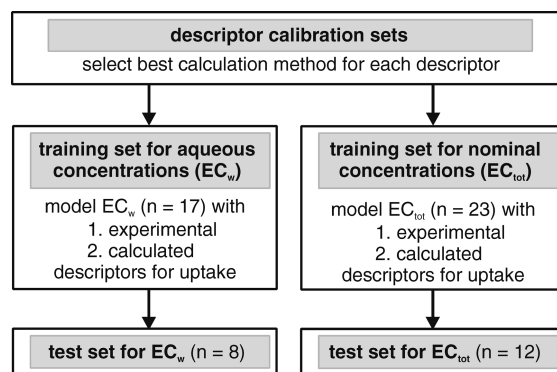 descriptor calibration sets
select best calculation method for each descriptor
training set for aqueous
concentrations (ECw)
model ECw (n = 17) with
1. experimental
2. calculated
descriptors for uptake
training set for nominal
concentrations (ECtot)
model ECtot (n = 23) with
1. experimental
2. calculated
descriptors for uptake
test set for ECw (n = 8)
test set for ECtot (n = 12)